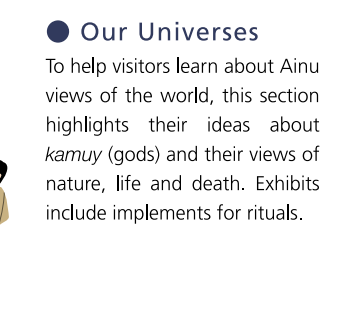 ● Our Universes
To help visitors learn about Ainu
views of the world, this section
highlights their ideas about
kamuy (gods) and their views of
nature, life and death. Exhibits
include implements for rituals.